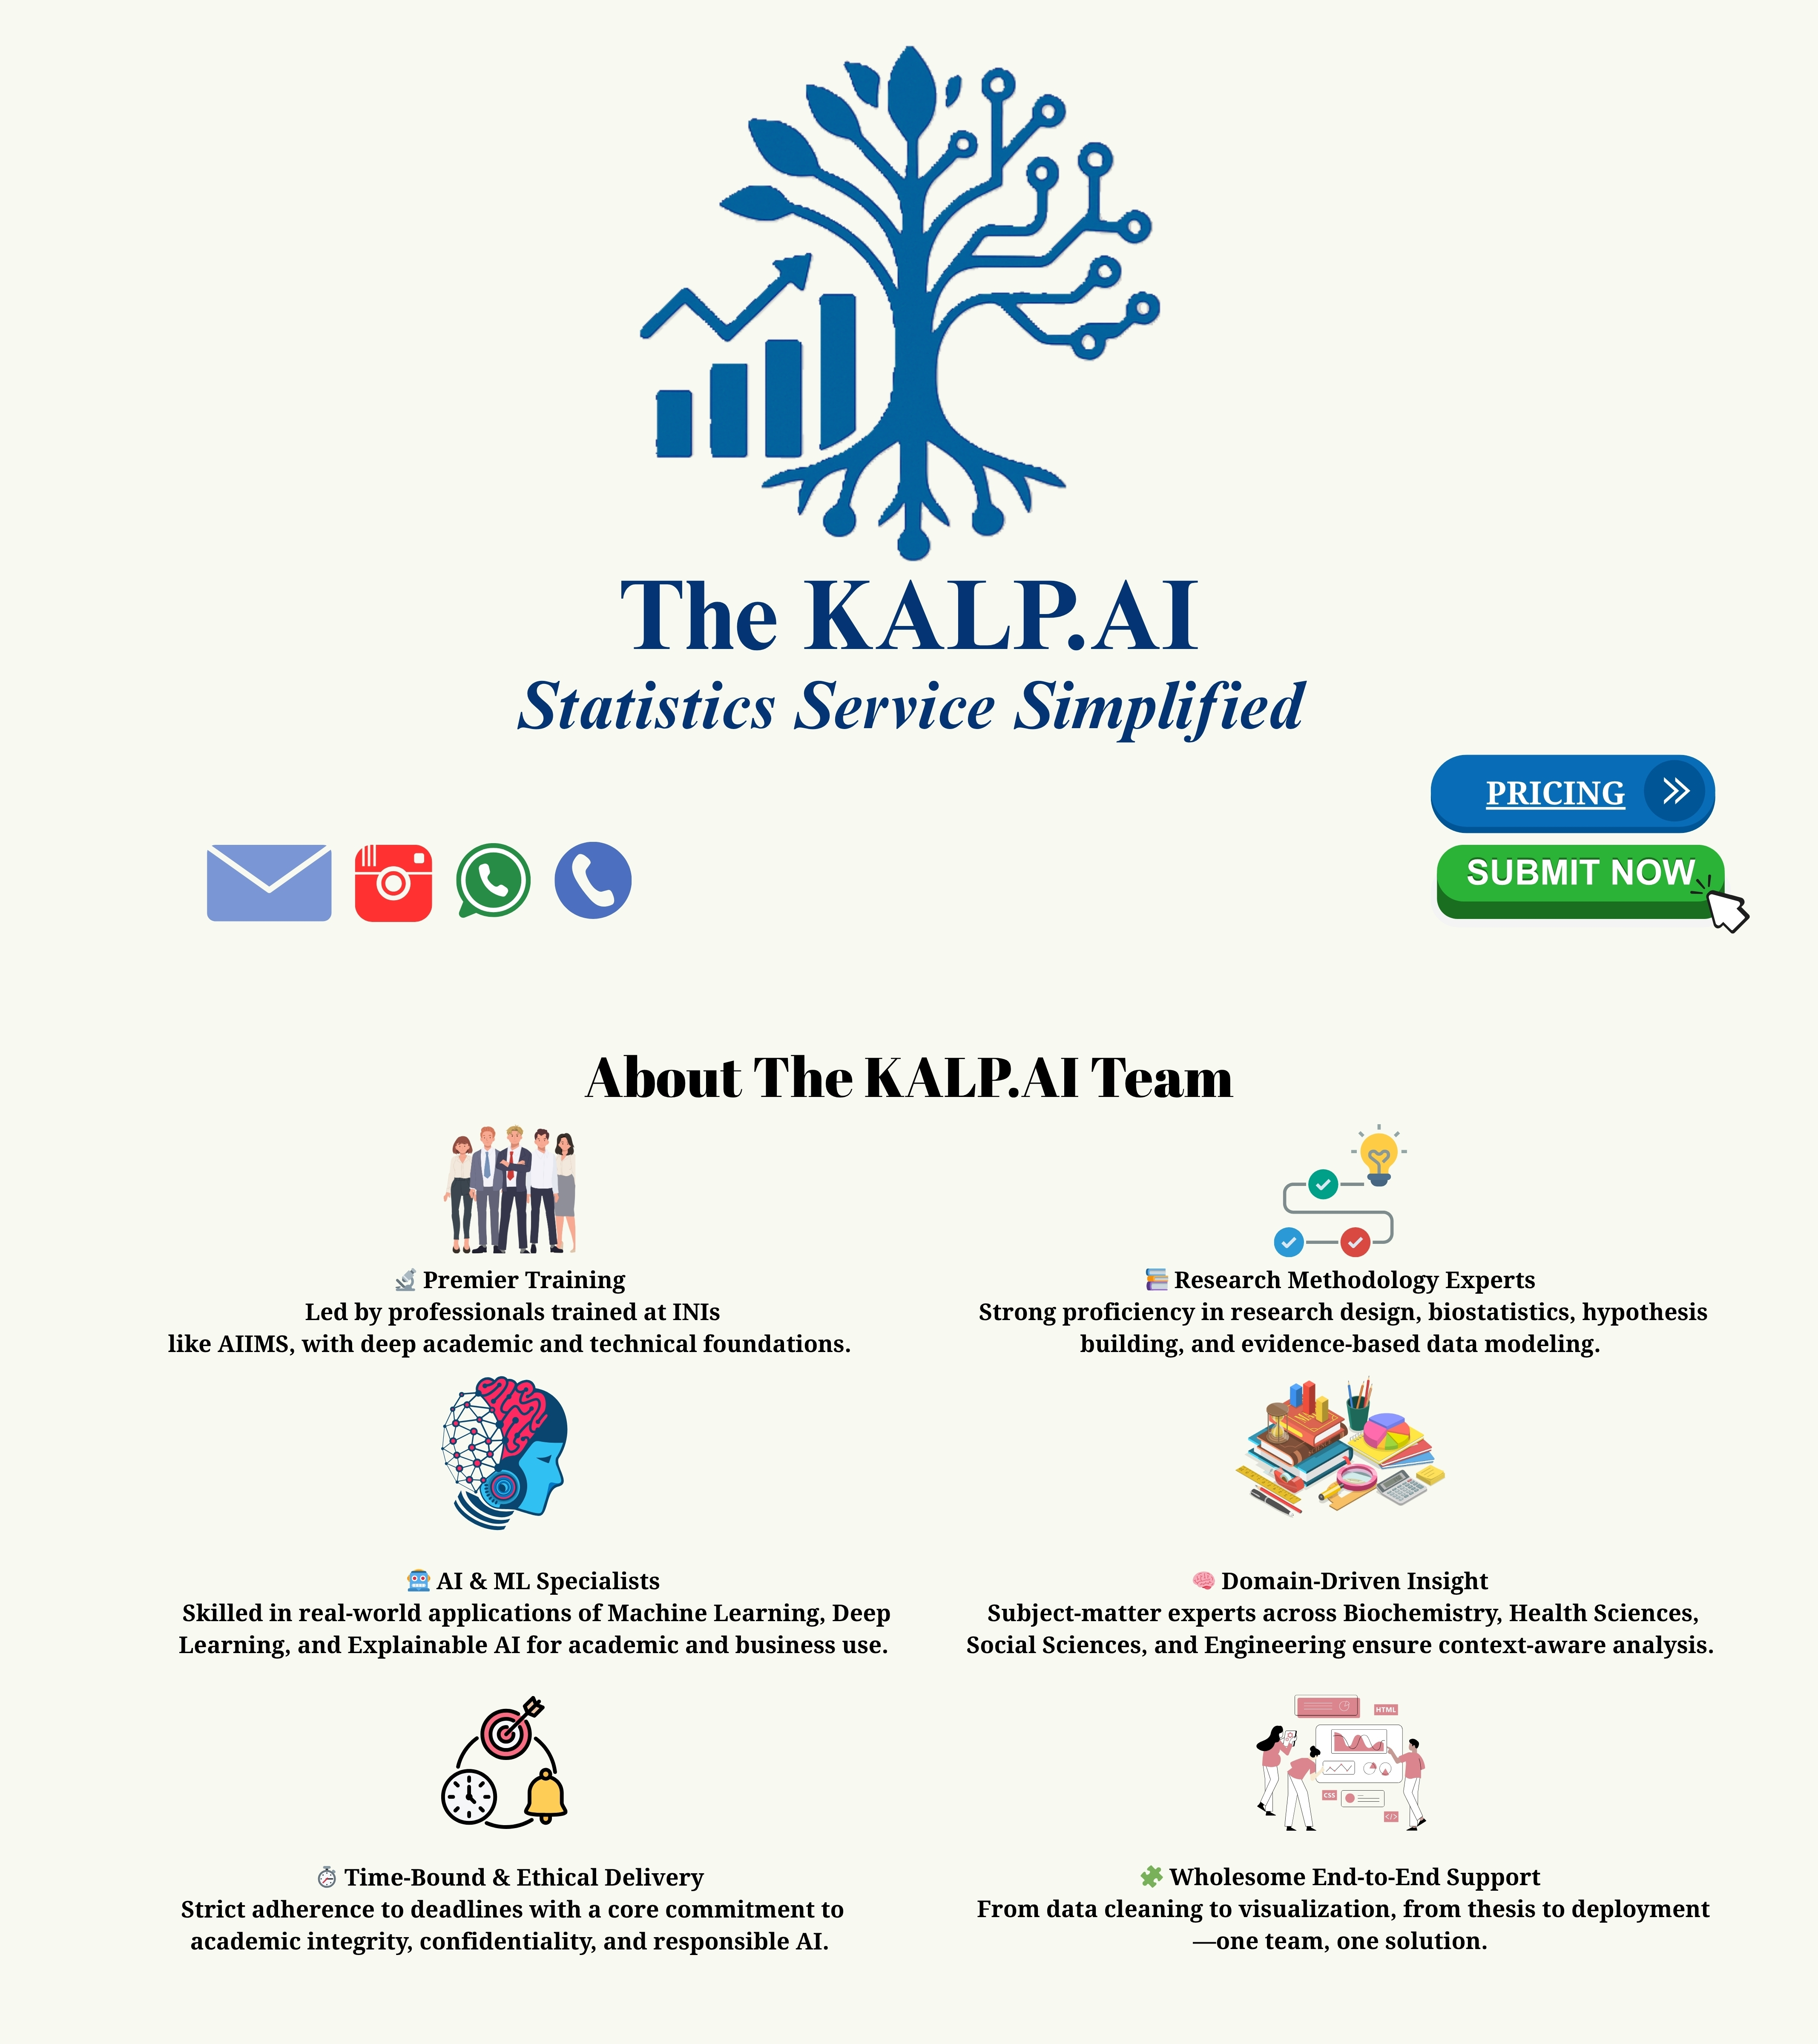 The KALP.AI
Statistics Service Simplified
PRICING
SUBMIT NOW
About The KALP.AI Team
🔬 Premier Training
Led by professionals trained at INIs
like AIIMS, with deep academic and technical foundations.
📚 Research Methodology Experts
Strong proficiency in research design, biostatistics, hypothesis
building, and evidence-based data modeling.
🤖 AI & ML Specialists
Skilled in real-world applications of Machine Learning, Deep
Learning, and Explainable AI for academic and business use.
🧠 Domain-Driven Insight
Subject-matter experts across Biochemistry, Health Sciences,
Social Sciences, and Engineering ensure context-aware analysis.
HTML
CSS
</>
⏱ Time-Bound & Ethical Delivery
Strict adherence to deadlines with a core commitment to
academic integrity, confidentiality, and responsible AI.
🧩 Wholesome End-to-End Support
From data cleaning to visualization, from thesis to deployment
—one team, one solution.